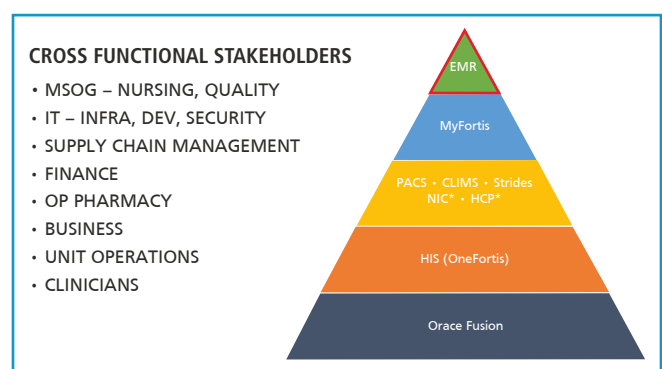 CROSS FUNCTIONAL STAKEHOLDERS
• MSOG – NURSING, QUALITY
• IT – INFRA, DEV, SECURITY
• SUPPLY CHAIN MANAGEMENT
• FINANCE
• OP PHARMACY
• BUSINESS
• UNIT OPERATIONS
• CLINICIANS
EMR
MyFortis
PACS • CLIMS • Strides
NIC* • HCP*
HIS (OneFortis)
Orace Fusion